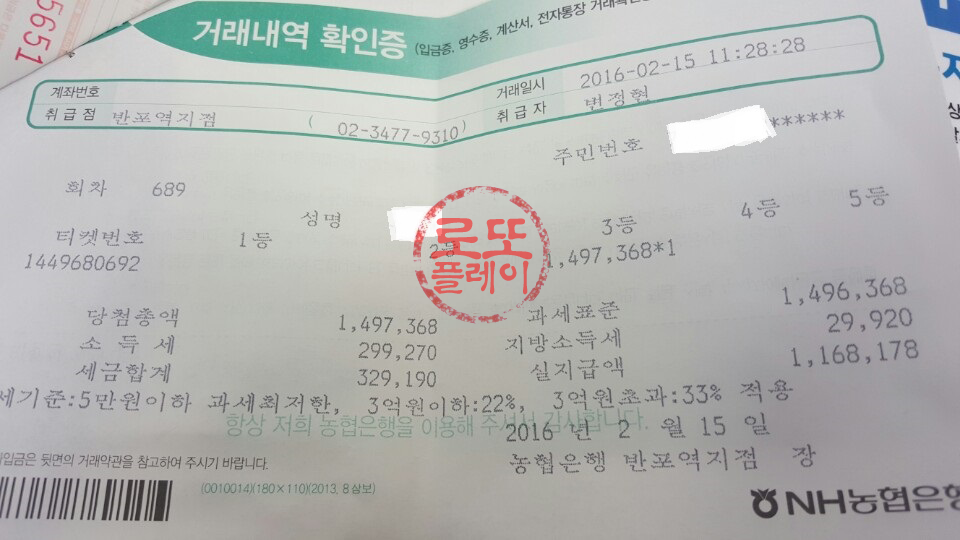 5651
거래내역 확인증 (입금증, 영수증, 계산서, 전자통장 거래확인
계좌번호
거래일시 2016-02-15 11:28:28
취급점 반포역지점 ( 02-3477-9310) 취급자 변정현
주민번호 *******
회차 689
성명
티켓번호 1등 2등 3등 4등 5등
1449680692 1,497,368*1
로또
플레이
당첨총액 1,497,368 과세표준 1,496,368
소득세 299,270 지방소득세 29,920
세금합계 329,190 실지급액 1,168,178
세기준:5만원이하 과세최저한, 3억원이하:22%, 3억원초과:33% 적용
항상 저희 농협은행을 이용해 주셔서 감사합니다.
2016 년 2 월 15 일
농협은행 반포역지점 장
입금은 뒷면의 거래약관을 참고하여 주시기 바랍니다.
(0010014)(180×110)(2013, 8삼보)
NH농협은행